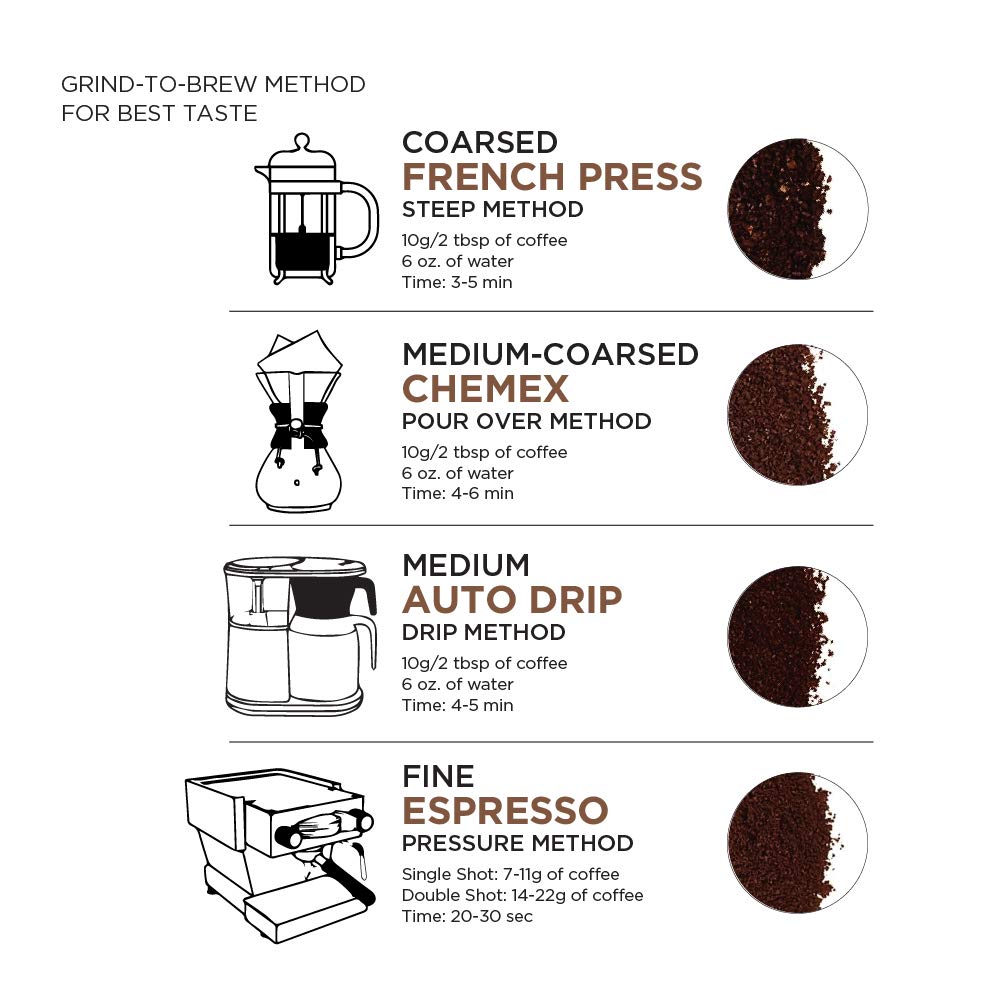 GRIND-TO-BREW METHOD
FOR BEST TASTE
COARSED
FRENCH PRESS
STEEP METHOD
10g/2 tbsp of coffee
6 oz. of water
Time: 3-5 min
MEDIUM-COARSED
CHEMEX
POUR OVER METHOD
10g/2 tbsp of coffee
6 oz. of water
Time: 4-6 min
MEDIUM
AUTO DRIP
DRIP METHOD
10g/2 tbsp of coffee
6 oz. of water
Time: 4-5 min
FINE
ESPRESSO
PRESSURE METHOD
Single Shot: 7-11g of coffee
Double Shot: 14-22g of coffee
Time: 20-30 sec